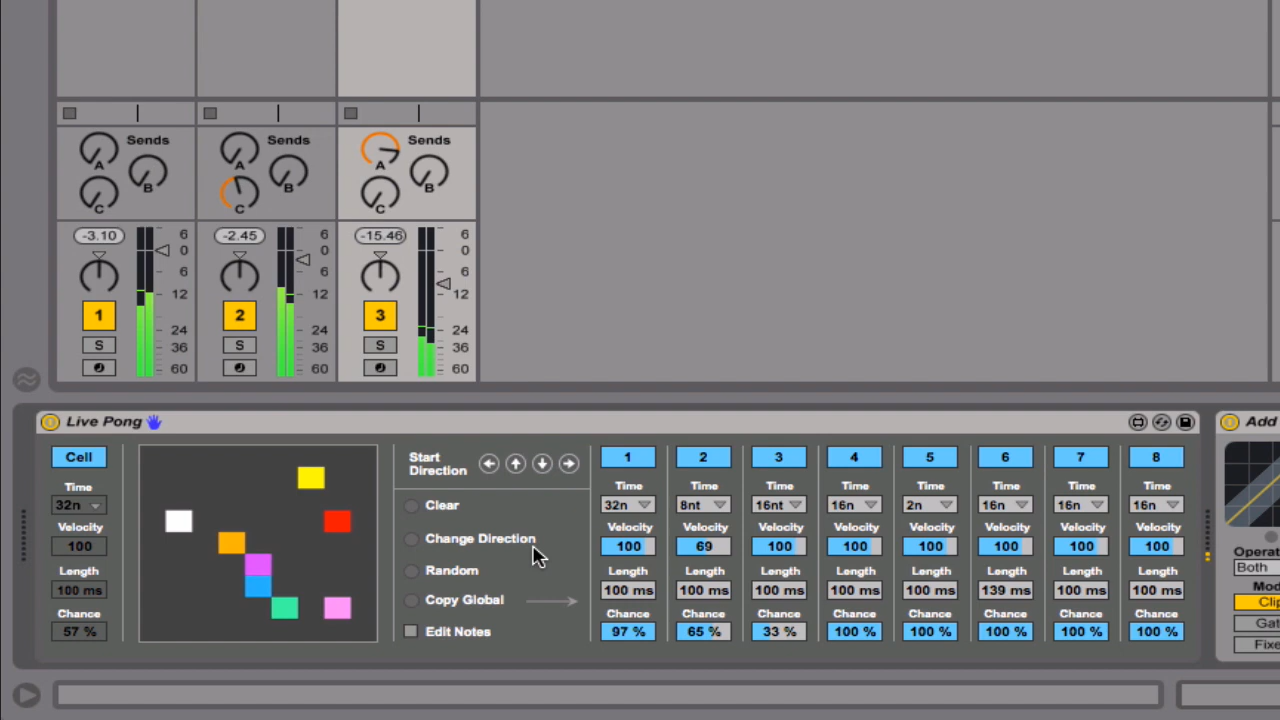 Sends Sends Sends
A A A
B B B
C C C
-3.10 6 -2.45 6 -15.46 6
0 0 0
6 6 6
12 12 12
1 2 3
24 24 24
S S S
36 36 36
60 60 60
Live Pong Add
Cell Start Direction 1 2 3 4 5 6 7 8
Time Time Time Time Time Time Time Time Time
32n Clear 32n 8nt 16nt 16n 2n 16n 16n 16n
Velocity Velocity Velocity Velocity Velocity Velocity Velocity Velocity Velocity
100 Change Direction 100 69 100 100 100 100 100 100
Length Random Length Length Length Length Length Length Length Length
100 ms Copy Global 100 ms 100 ms 100 ms 100 ms 100 ms 139 ms 100 ms 100 ms
Chance Chance Chance Chance Chance Chance Chance Chance Chance
57 % Edit Notes 97 % 65 % 33 % 100 % 100 % 100 % 100 % 100 %
Operat
Both
Mod
Clip
Gat
Fixe